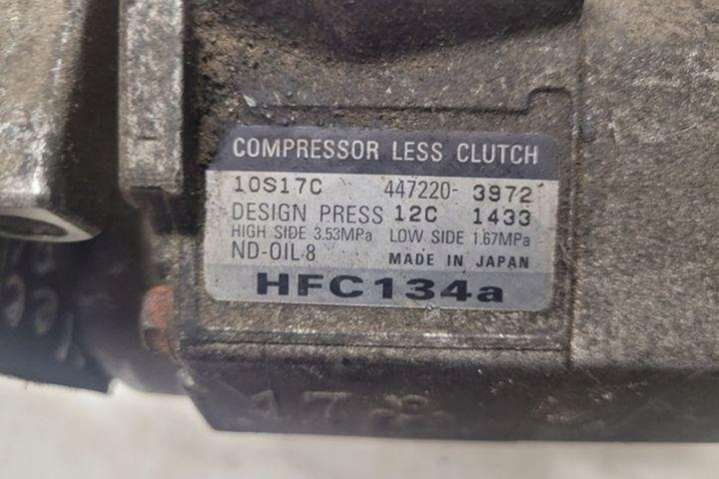 COMPRESSOR LESS CLUTCH
10S17C 447220-3972
DESIGN PRESS 12C 1433
HIGH SIDE 3.53MPa LOW SIDE 1.67MPa
ND-OIL 8 MADE IN JAPAN
HFC134a